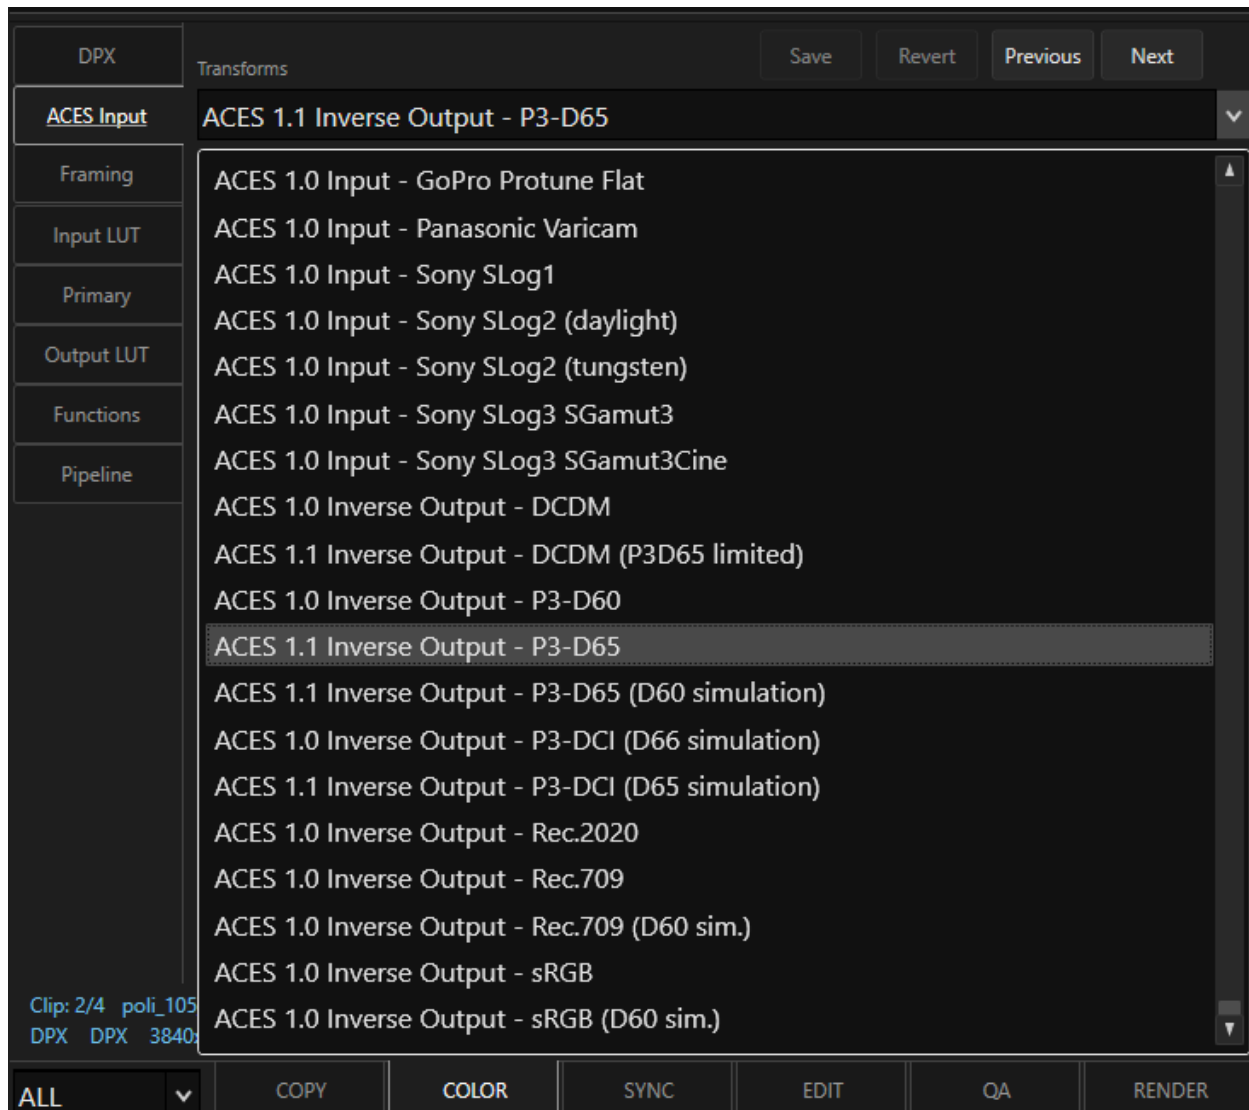 DPX
Transforms
Save
Revert
Previous
Next
ACES Input
ACES 1.1 Inverse Output - P3-D65
Framing
Input LUT
Primary
Output LUT
Functions
Pipeline
ACES 1.0 Input - GoPro Protune Flat
ACES 1.0 Input - Panasonic Varicam
ACES 1.0 Input - Sony SLog1
ACES 1.0 Input - Sony SLog2 (daylight)
ACES 1.0 Input - Sony SLog2 (tungsten)
ACES 1.0 Input - Sony SLog3 SGamut3
ACES 1.0 Input - Sony SLog3 SGamut3Cine
ACES 1.0 Inverse Output - DCDM
ACES 1.1 Inverse Output - DCDM (P3D65 limited)
ACES 1.0 Inverse Output - P3-D60
ACES 1.1 Inverse Output - P3-D65
ACES 1.1 Inverse Output - P3-D65 (D60 simulation)
ACES 1.0 Inverse Output - P3-DCI (D66 simulation)
ACES 1.1 Inverse Output - P3-DCI (D65 simulation)
ACES 1.0 Inverse Output - Rec.2020
ACES 1.0 Inverse Output - Rec.709
ACES 1.0 Inverse Output - Rec.709 (D60 sim.)
ACES 1.0 Inverse Output - sRGB
ACES 1.0 Inverse Output - sRGB (D60 sim.)
Clip: 2/4 poli_105
DPX DPX 3840x
ALL
COPY
COLOR
SYNC
EDIT
QA
RENDER